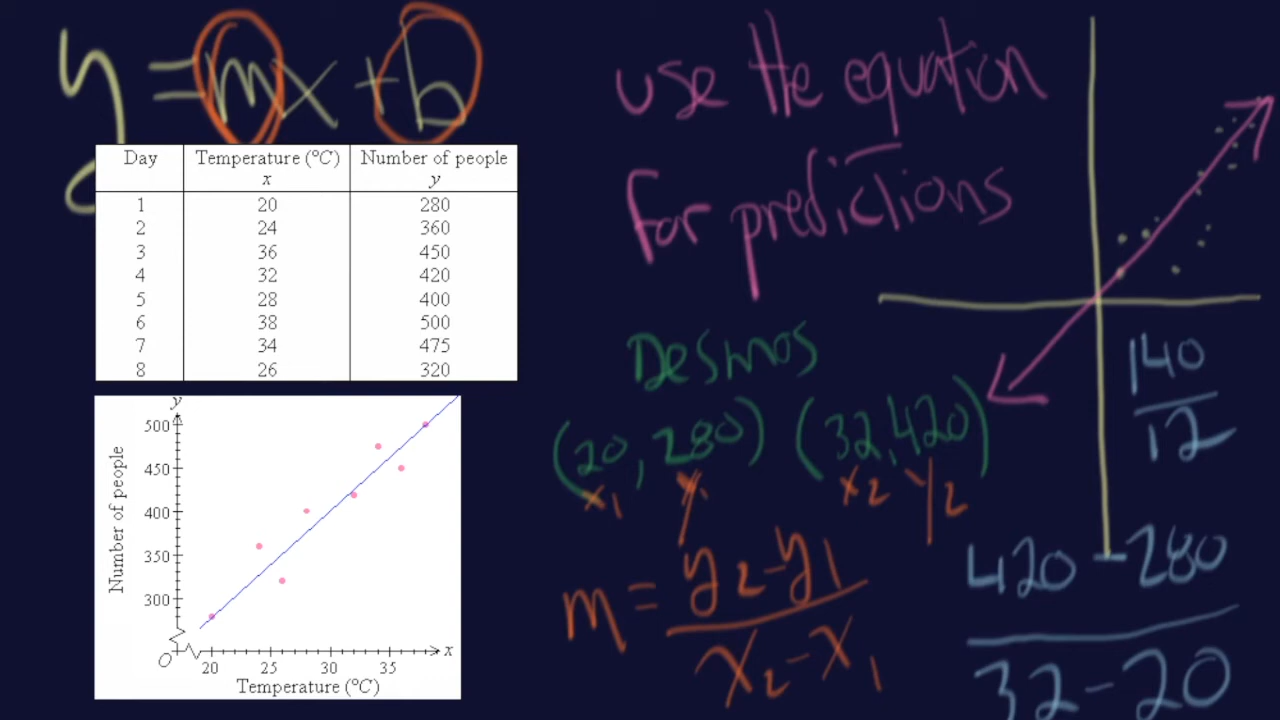 y = mx + b
Day Temperature (°C) Number of people
x y
1 20 280
2 24 360
3 36 450
4 32 420
5 28 400
6 38 500
7 34 475
8 26 320
y
500
450
400
350
300
Number of people
O 20 25 30 35 x
Temperature (°C)
use the equation
for predictions
Desmos
(20, 280) (32, 420)
x1 y1 x2 y2
m = y2 - y1
x2 - x1
140
12
420 - 280
32 - 20